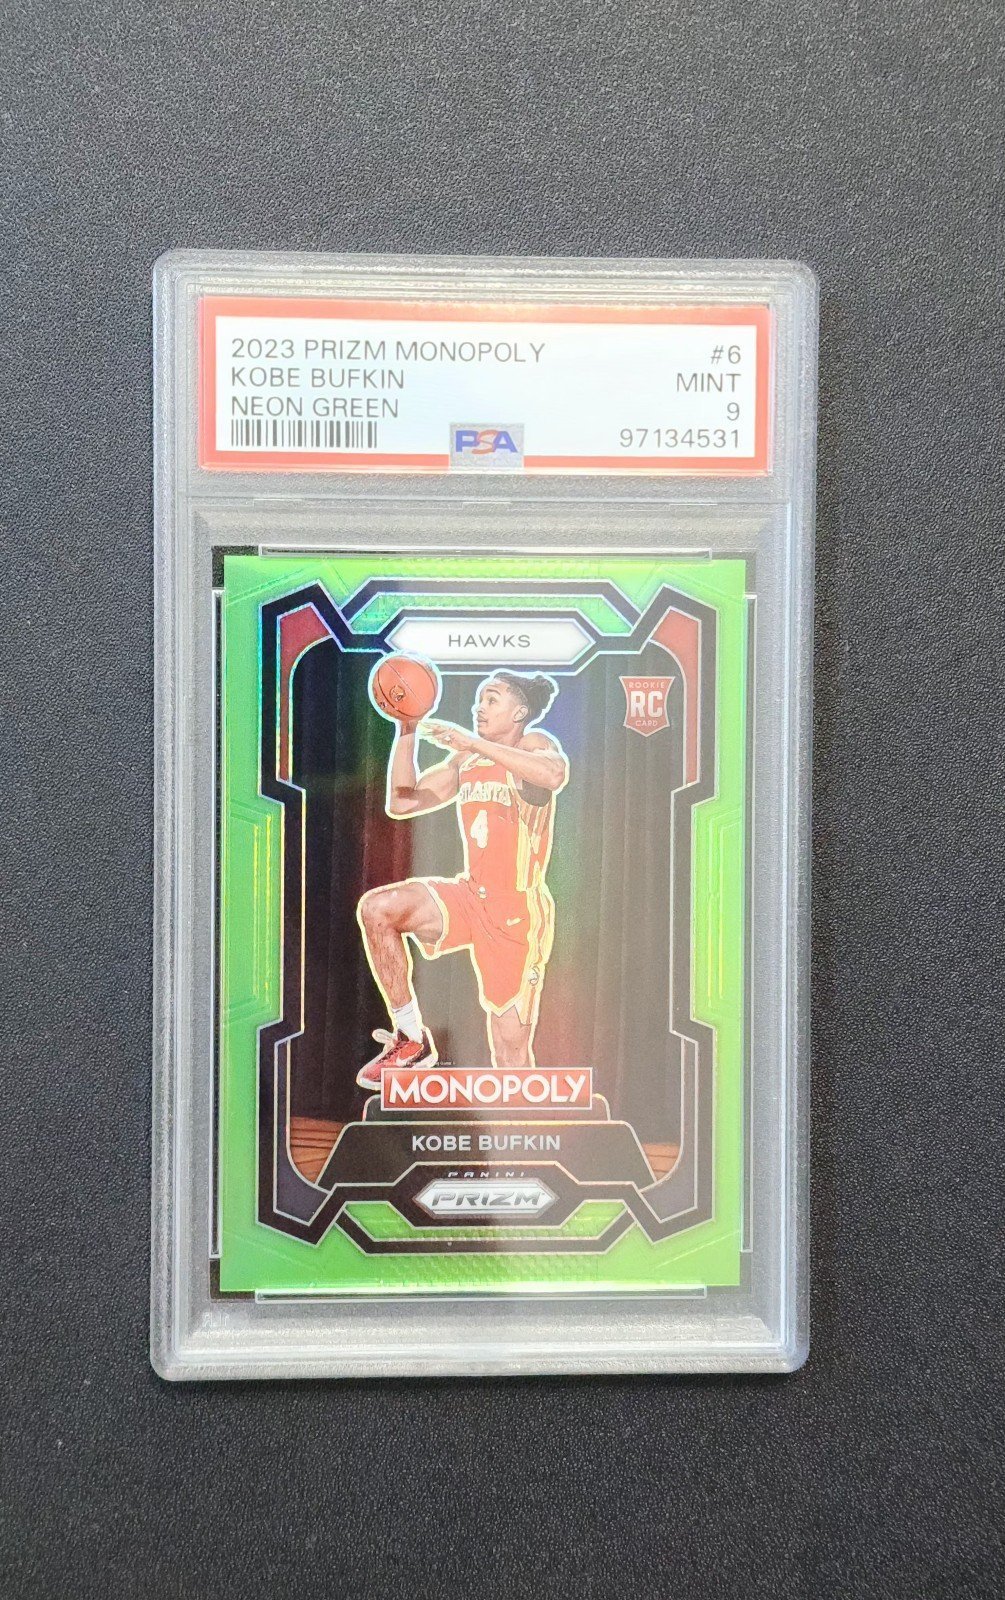 2023 PRIZM MONOPOLY #6
KOBE BUFKIN MINT
NEON GREEN 9
PSA 97134531
HAWKS
ROOKIE
RC
CARD
ATLANTA
4
MONOPOLY
KOBE BUFKIN
PANINI
PRIZM